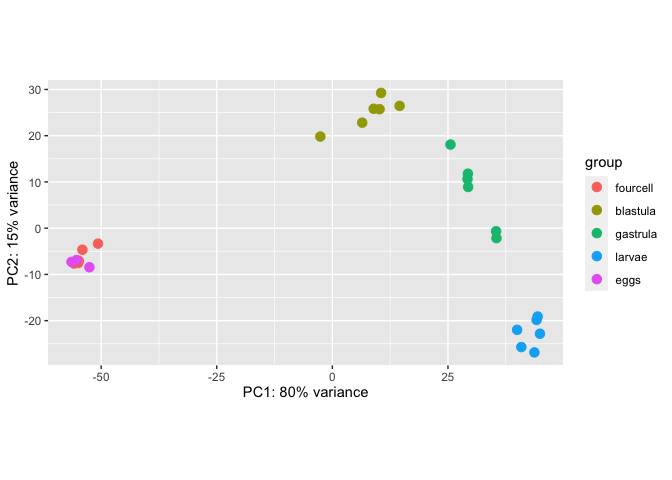 30
20
10
0
-10
-20
PC2: 15% variance
-50
-25
0
25
PC1: 80% variance
group
fourcell
blastula
gastrula
larvae
eggs